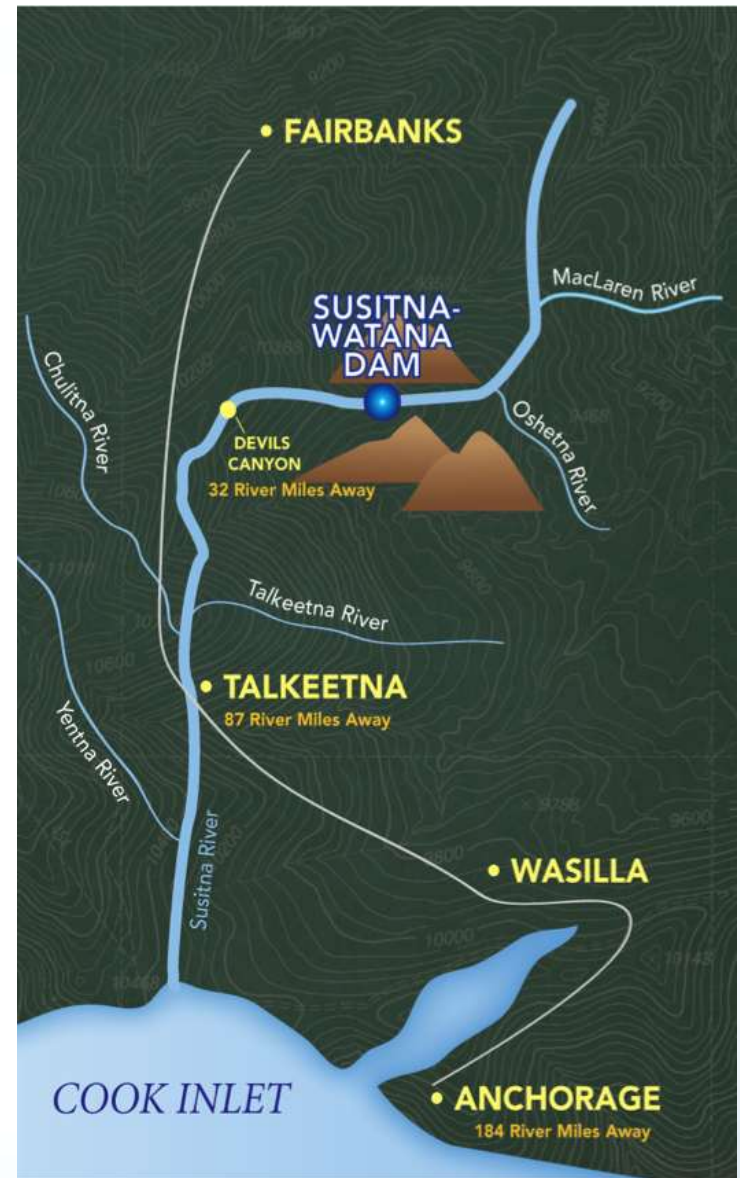 FAIRBANKS
MacLaren River
SUSITNA-
WATANA
DAM
Chulitna River
Oshetna River
DEVILS
CANYON
32 River Miles Away
Talkeetna River
TALKEETNA
87 River Miles Away
Yentna River
Susitna River
WASILLA
COOK INLET
ANCHORAGE
184 River Miles Away